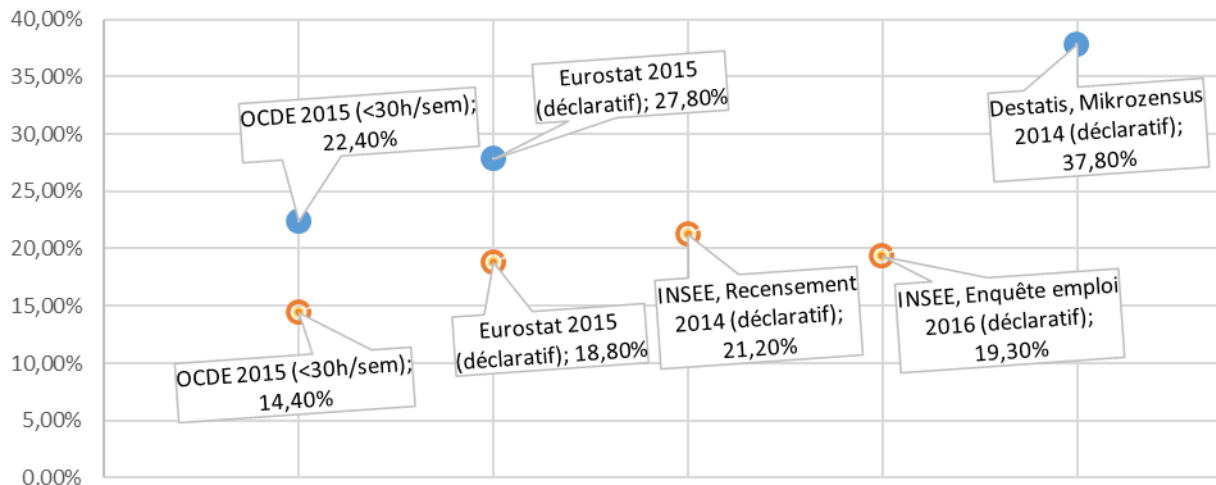 40,00%
35,00%
30,00%
25,00%
20,00%
15,00%
10,00%
5,00%
0,00%
OCDE 2015 (<30h/sem);
22,40%
Eurostat 2015
(déclaratif); 27,80%
Destatis, Mikrozensus
2014 (déclaratif);
37,80%
OCDE 2015 (<30h/sem);
14,40%
Eurostat 2015
(déclaratif); 18,80%
INSEE, Recensement
2014 (déclaratif);
21,20%
INSEE, Enquête emploi
2016 (déclaratif);
19,30%